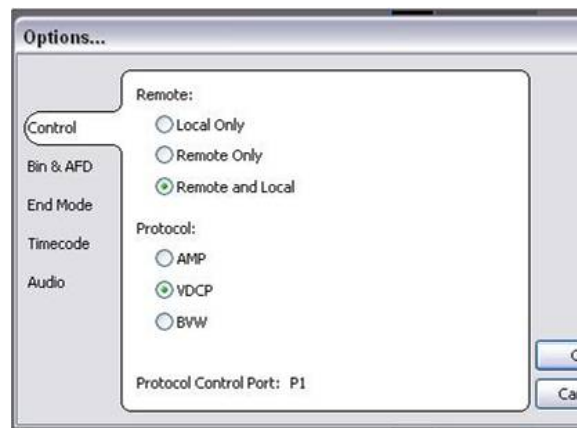 Options...
Control
Bin & AFD
End Mode
Timecode
Audio
Remote:
Local Only
Remote Only
Remote and Local
Protocol:
AMP
VDCP
BVW
Protocol Control Port: P1